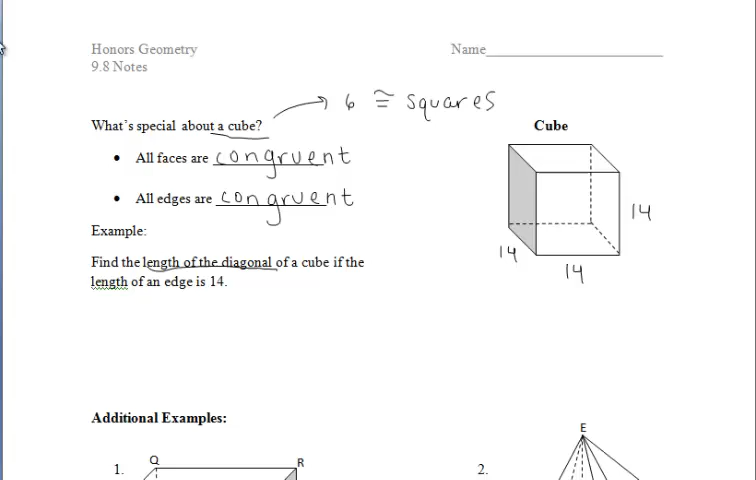 Honors Geometry Name____________________
9.8 Notes
6 ≅ squares
What's special about a cube?
Cube
• All faces are congruent
• All edges are congruent
14
Example:
14
14
Find the length of the diagonal of a cube if the
length of an edge is 14.
Additional Examples:
E
Q R
1. 2.